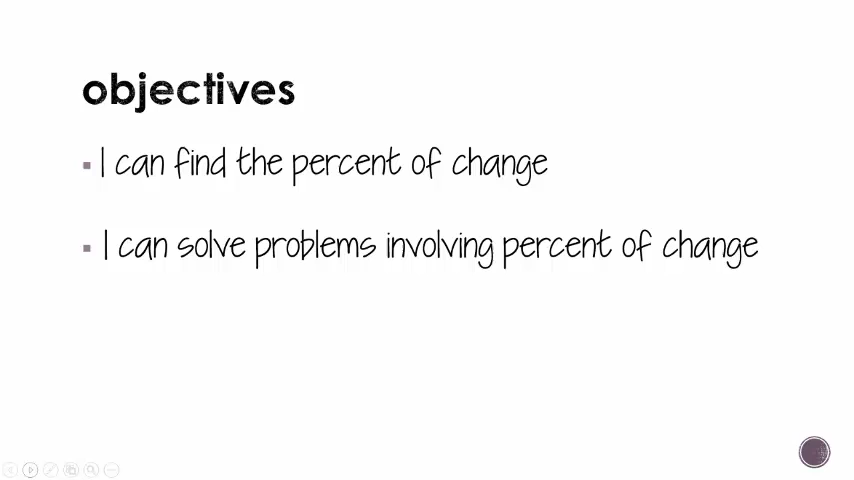 objectives
I can find the percent of change
I can solve problems involving percent of change